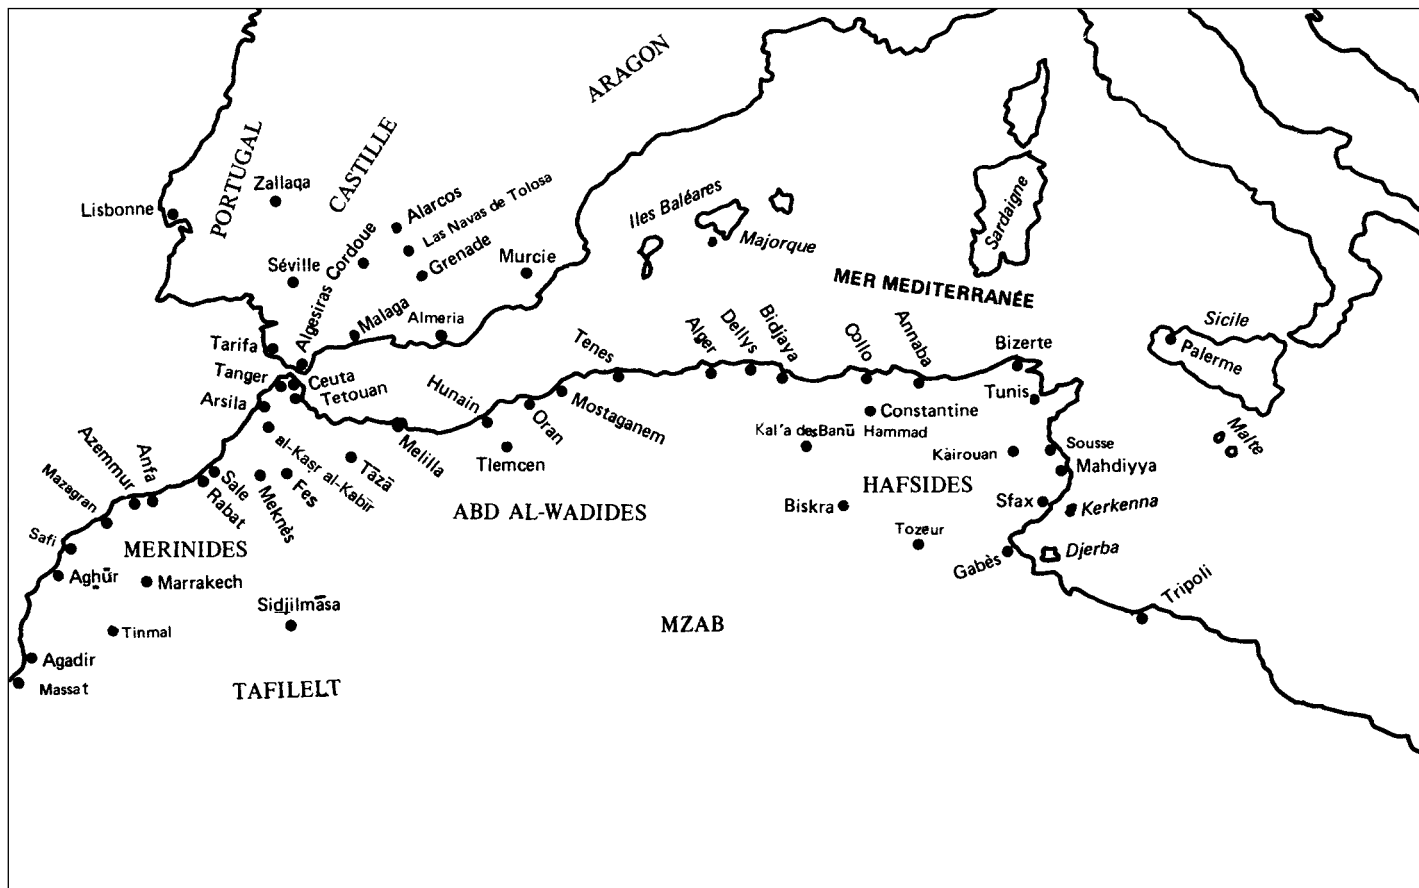 ARAGON
PORTUGAL
CASTILLE
Zallaqa
Lisbonne
Alarcos
Las Navas de Tolosa
Cordoue
Grenade
Séville
Murcie
Algesiras
Malaga
Almeria
Tarifa
Iles Baléares
Majorque
Sardaigne
MER MEDITERRANÉE
Sicile
Palerme
Malte
Tanger
Ceuta
Tetouan
Arsila
al-Kasr al-Kabīr
Hunain
Oran
Mostaganem
Tenes
Alger
Dellys
Bidjaya
Collo
Annaba
Bizerte
Tunis
Constantine
Kal'a des Banū Hammad
Kairouan
Sousse
Mahdiyya
Melilla
Tlemcen
Tāzā
Fes
Meknès
Sale
Rabat
Anfa
Azemmur
Mazagran
Safi
HAFSIDES
Biskra
Sfax
Kerkenna
ABD AL-WADIDES
Tozeur
Gabès
Djerba
MERINIDES
Aghūr
Marrakech
Tripoli
Sidjilmāsa
Tinmal
MZAB
Agadir
Massat
TAFILELT